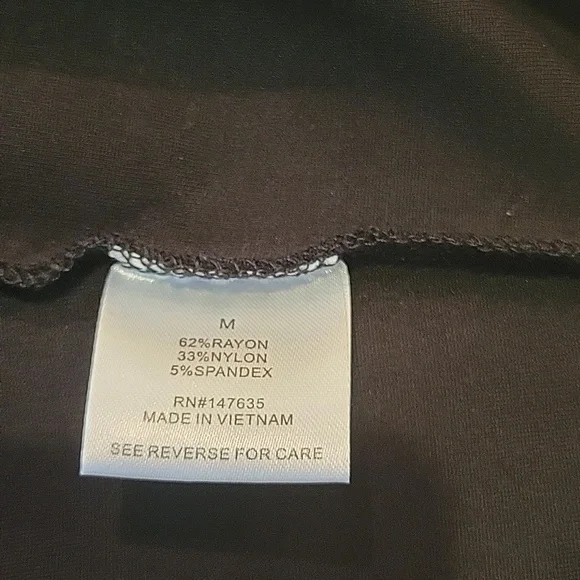 M
62%RAYON
33%NYLON
5%SPANDEX
RN#147635
MADE IN VIETNAM
SEE REVERSE FOR CARE